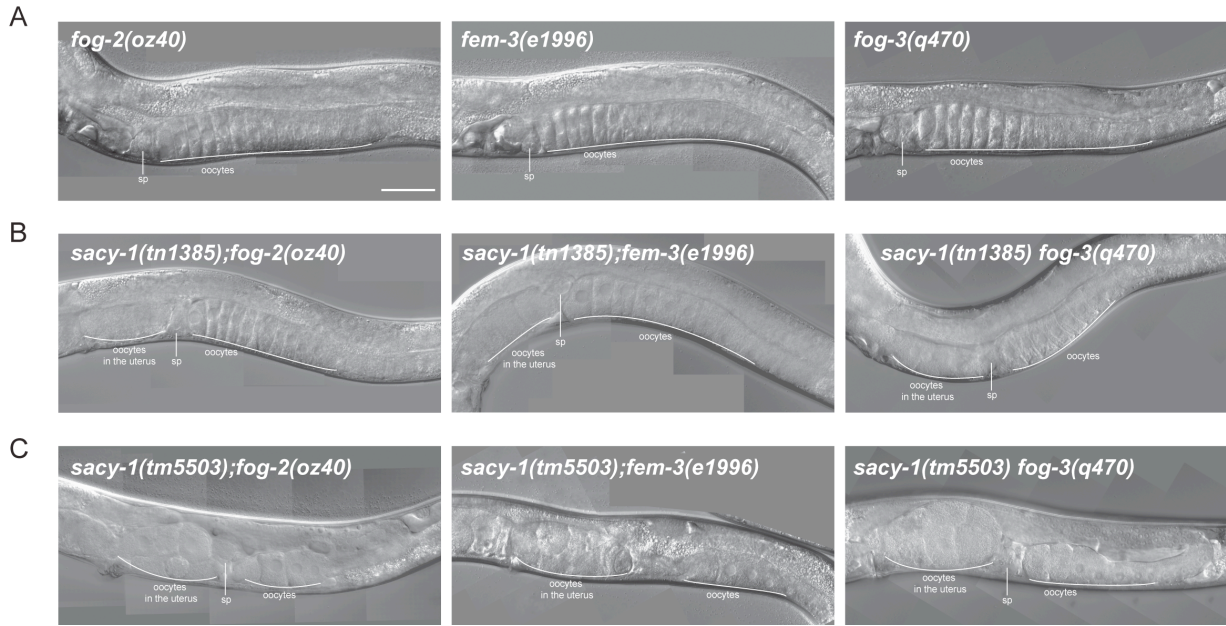 A
fog-2(oz40)
sp
oocytes
fem-3(e1996)
sp
oocytes
fog-3(q470)
sp
oocytes
B
sacy-1(tn1385);fog-2(oz40)
oocytes
in the uterus
sp
oocytes
sacy-1(tn1385);fem-3(e1996)
oocytes
in the uterus
sp
oocytes
sacy-1(tn1385) fog-3(q470)
oocytes
in the uterus
sp
oocytes
C
sacy-1(tm5503);fog-2(oz40)
oocytes
in the uterus
sp
oocytes
sacy-1(tm5503);fem-3(e1996)
oocytes
in the uterus
oocytes
sacy-1(tm5503) fog-3(q470)
oocytes
in the uterus
sp
oocytes